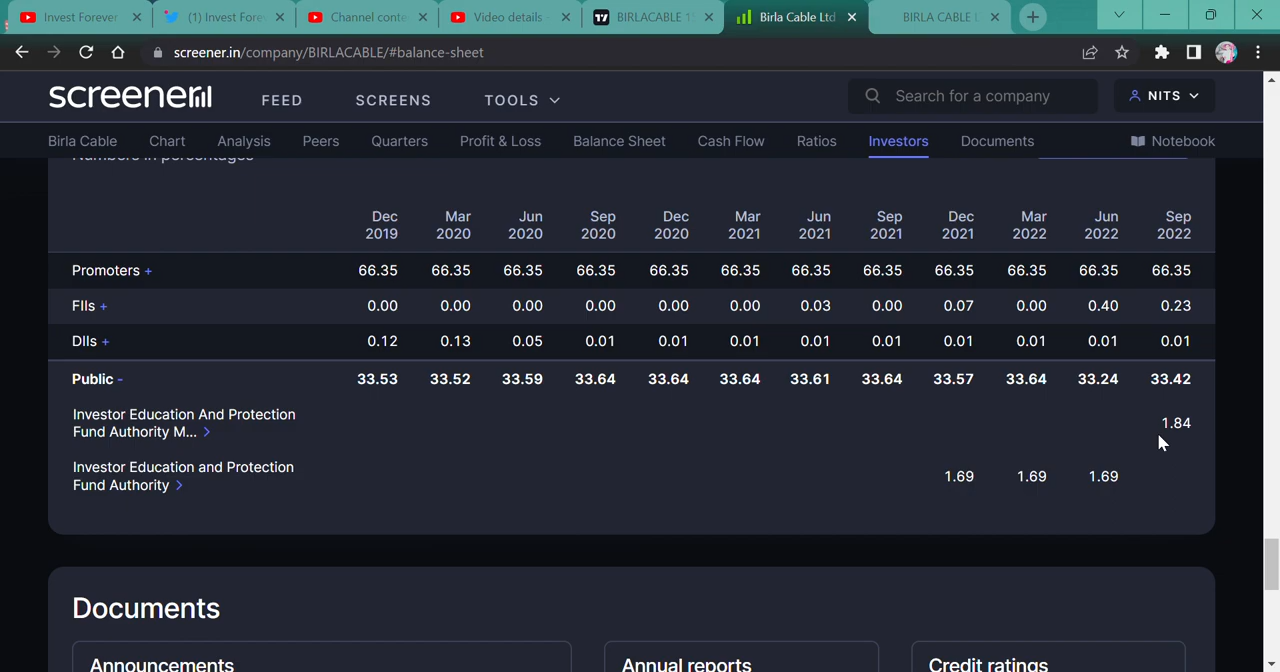 Invest Forever
(1) Invest Fore
Channel conte
Video details
BIRLACABLE 1
Birla Cable Ltd
BIRLA CABLE L
screener.in/company/BIRLACABLE/#balance-sheet
screener
FEED
SCREENS
TOOLS
Search for a company
NITS
Birla Cable
Chart
Analysis
Peers
Quarters
Profit & Loss
Balance Sheet
Cash Flow
Ratios
Investors
Documents
Notebook
Numbers in percentages
Dec 2019 Mar 2020 Jun 2020 Sep 2020 Dec 2020 Mar 2021 Jun 2021 Sep 2021 Dec 2021 Mar 2022 Jun 2022 Sep 2022
Promoters + 66.35 66.35 66.35 66.35 66.35 66.35 66.35 66.35 66.35 66.35 66.35 66.35
FIIs + 0.00 0.00 0.00 0.00 0.00 0.00 0.03 0.00 0.07 0.00 0.40 0.23
DIIs + 0.12 0.13 0.05 0.01 0.01 0.01 0.01 0.01 0.01 0.01 0.01 0.01
Public - 33.53 33.52 33.59 33.64 33.64 33.64 33.61 33.64 33.57 33.64 33.24 33.42
Investor Education And Protection
Fund Authority M... > 1.84
Investor Education and Protection
Fund Authority > 1.69 1.69 1.69
Documents
Announcements
Annual reports
Credit ratings